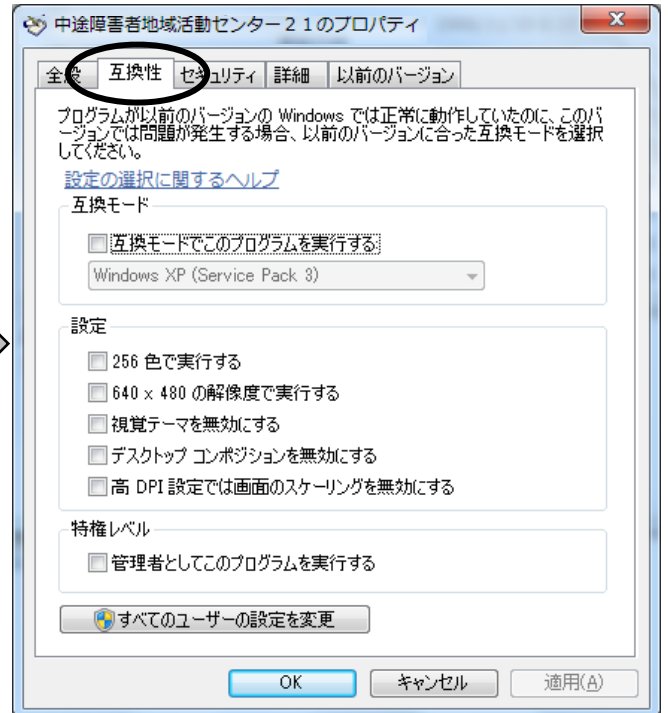 中途障害者地域活動センター２１のプロパティ
全般 互換性 セキュリティ 詳細 以前のバージョン
プログラムが以前のバージョンの Windows では正常に動作していたのに、このバ
ージョンでは問題が発生する場合、以前のバージョンに合った互換モードを選択
してください。
設定の選択に関するヘルプ
互換モード
互換モードでこのプログラムを実行する:
Windows XP (Service Pack 3)
設定
256 色で実行する
640 x 480 の解像度で実行する
視覚テーマを無効にする
デスクトップ コンポジションを無効にする
高 DPI 設定では画面のスケーリングを無効にする
特権レベル
管理者としてこのプログラムを実行する
すべてのユーザーの設定を変更
OK キャンセル 適用(A)